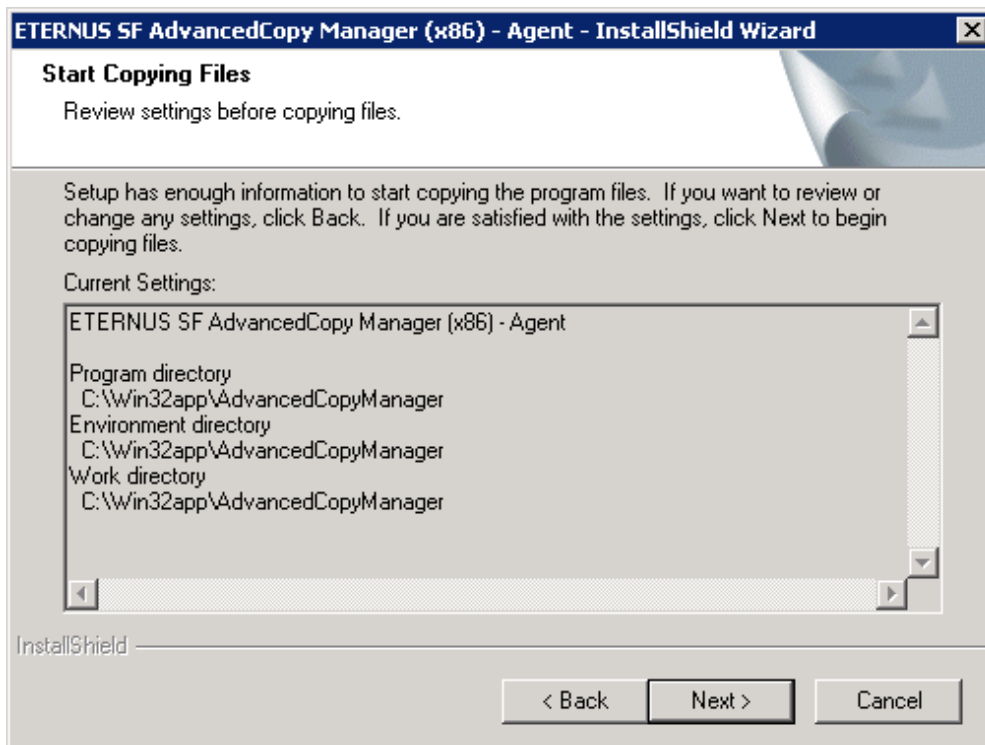 ETERNUS SF AdvancedCopy Manager (x86) - Agent - InstallShield Wizard
Start Copying Files
Review settings before copying files.
Setup has enough information to start copying the program files.  If you want to review or
change any settings, click Back.  If you are satisfied with the settings, click Next to begin
copying files.
Current Settings:
ETERNUS SF AdvancedCopy Manager (x86) - Agent
Program directory
C:\Win32app\AdvancedCopyManager
Environment directory
C:\Win32app\AdvancedCopyManager
Work directory
C:\Win32app\AdvancedCopyManager
InstallShield
< Back
Next >
Cancel